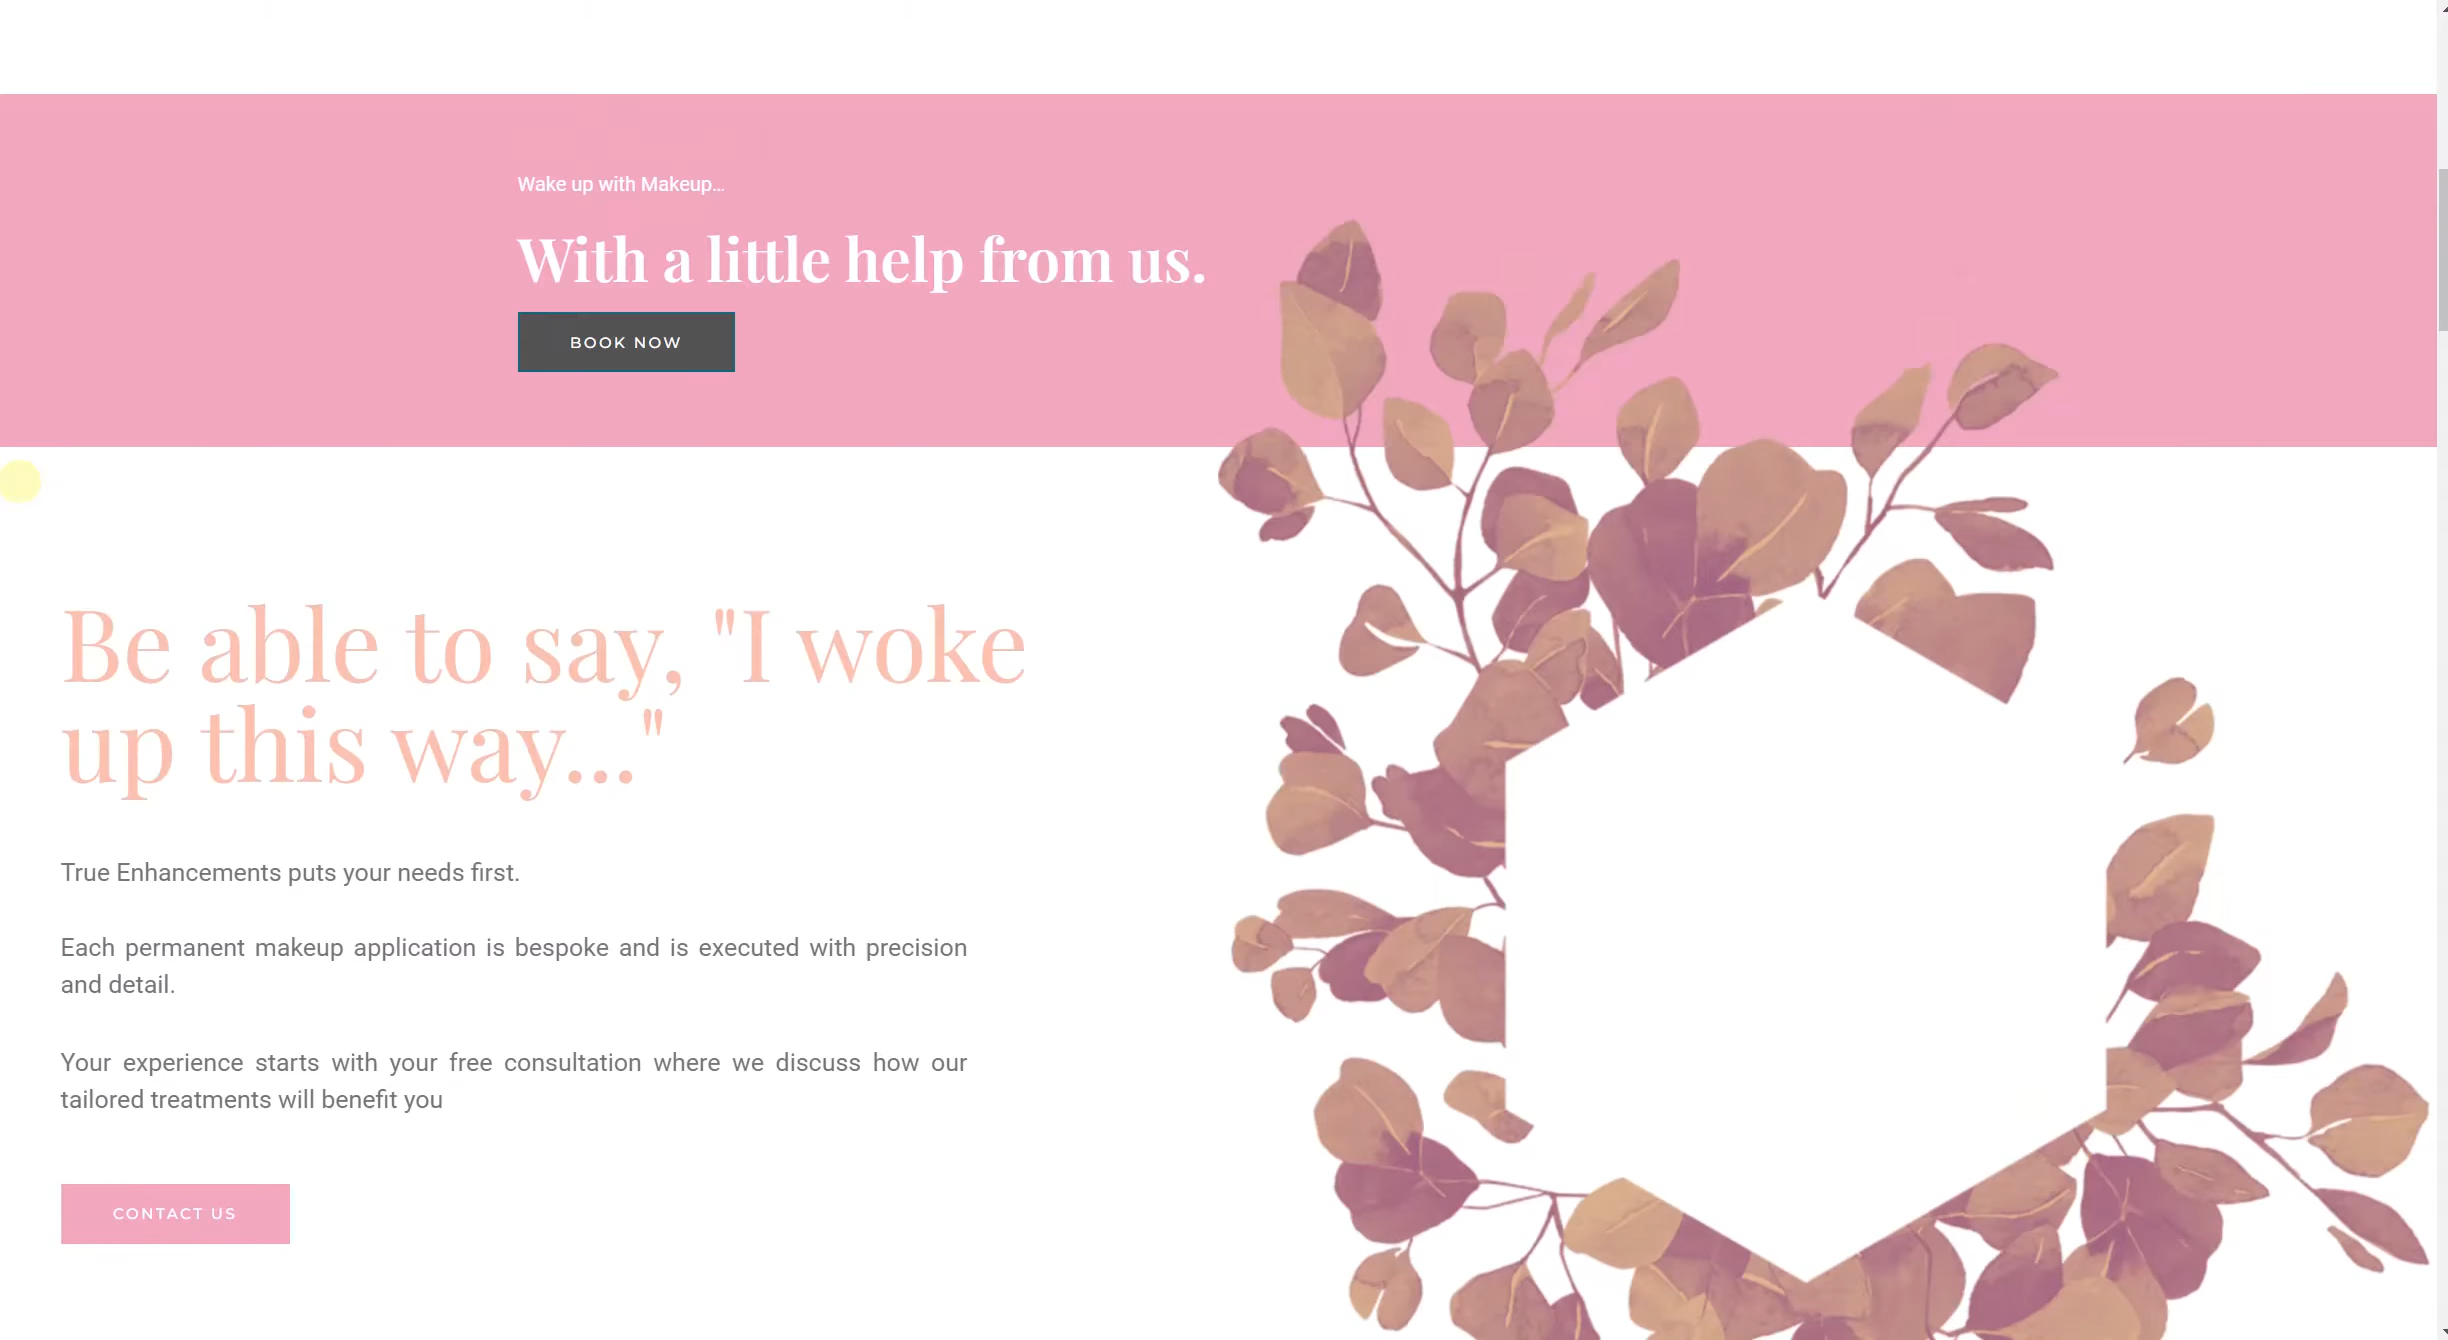 Wake up with Makeup...
With a little help from us.
BOOK NOW
Be able to say, "I woke
up this way..."
True Enhancements puts your needs first.
Each permanent makeup application is bespoke and is executed with precision
and detail.
Your experience starts with your free consultation where we discuss how our
tailored treatments will benefit you
CONTACT US